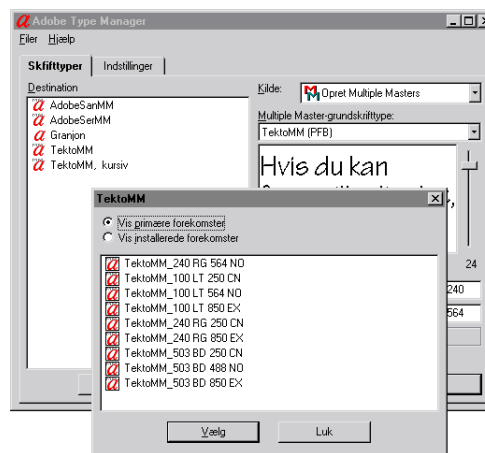 Adobe Type Manager
Filer Hjælp
Skrifttyper Indstillinger
Destination
AdobeSanMM
AdobeSerMM
Granjon
TektoMM
TektoMM, kursiv
Kilde: Opret Multiple Masters
Multiple Master-grundskrifttype:
TektoMM (PFB)
Hvis du kan
24
240
564
TektoMM
Vis primære forekomster
Vis installerede forekomster
TektoMM_240 RG 564 NO
TektoMM_100 LT 250 CN
TektoMM_100 LT 564 NO
TektoMM_100 LT 850 EX
TektoMM_240 RG 250 CN
TektoMM_240 RG 850 EX
TektoMM_503 BD 250 CN
TektoMM_503 BD 488 NO
TektoMM_503 BD 850 EX
Vælg Luk